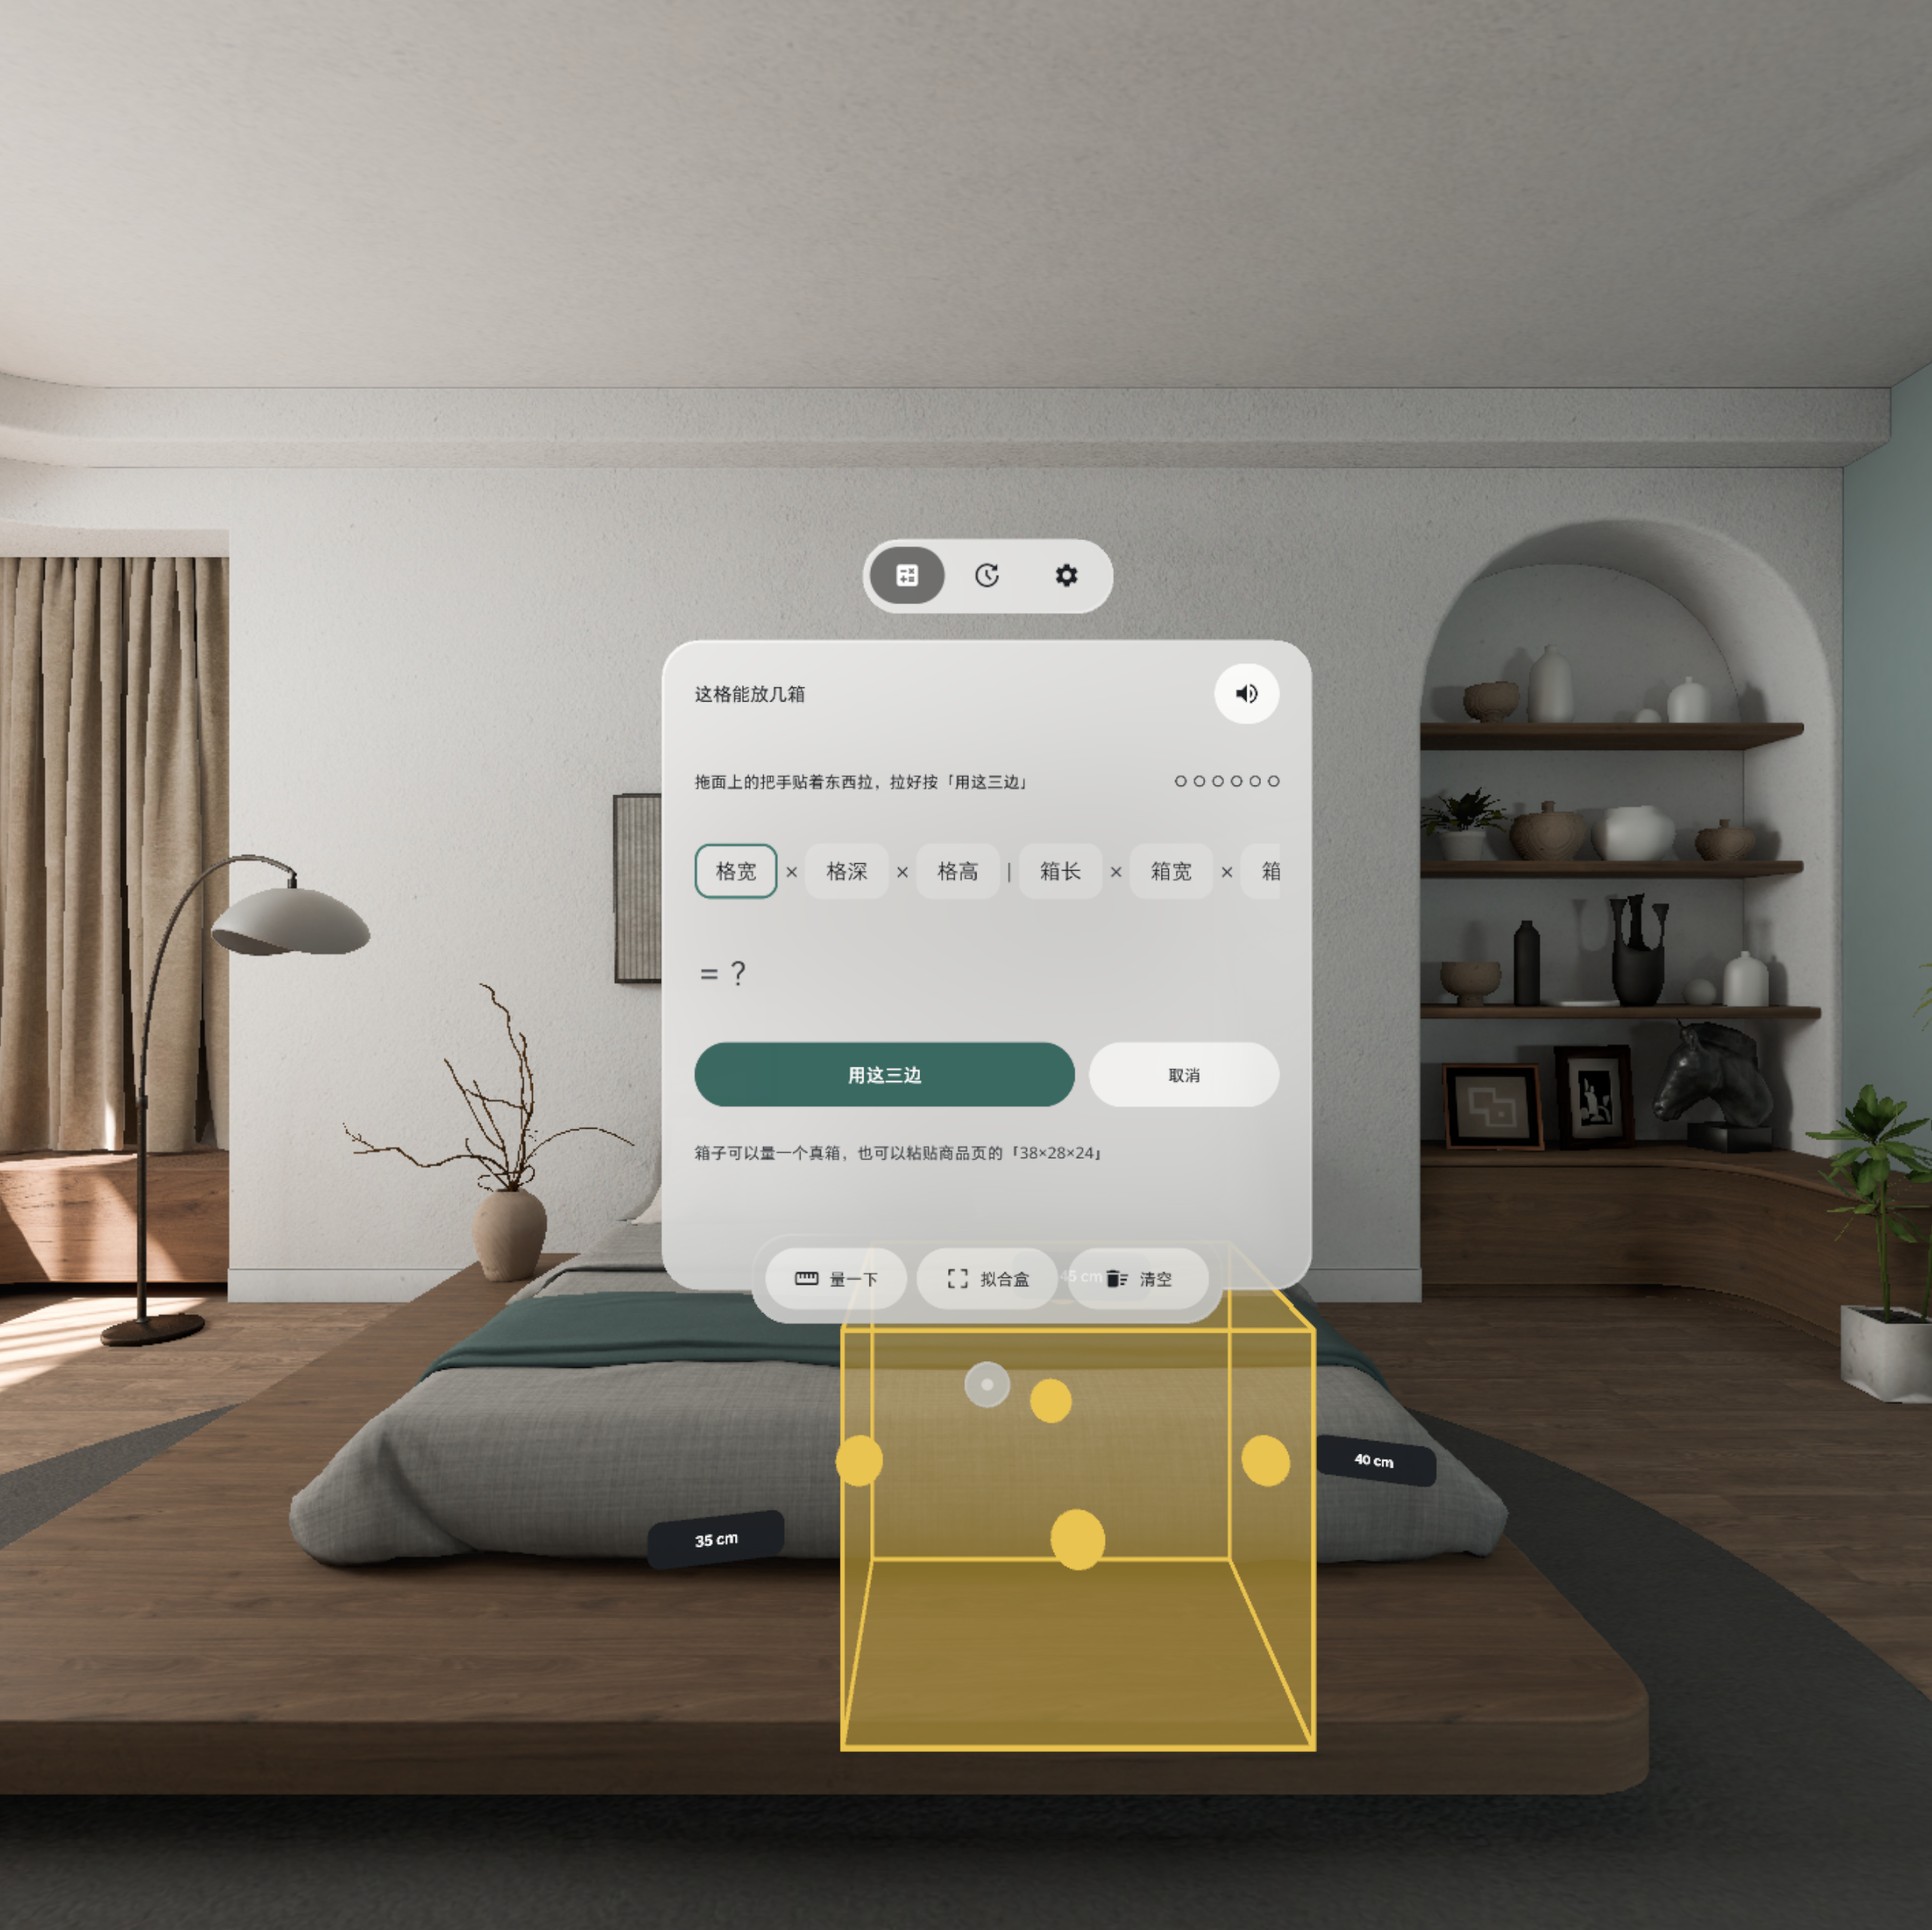 这格能放几箱
拖面上的把手贴着东西拉，拉好按「用这三边」
格宽 × 格深 × 格高 | 箱长 × 箱宽 × 箱
= ?
用这三边 取消
箱子可以量一个真箱，也可以粘贴商品页的「38×28×24」
量一下 拟合盒 45 cm 清空
40 cm
35 cm